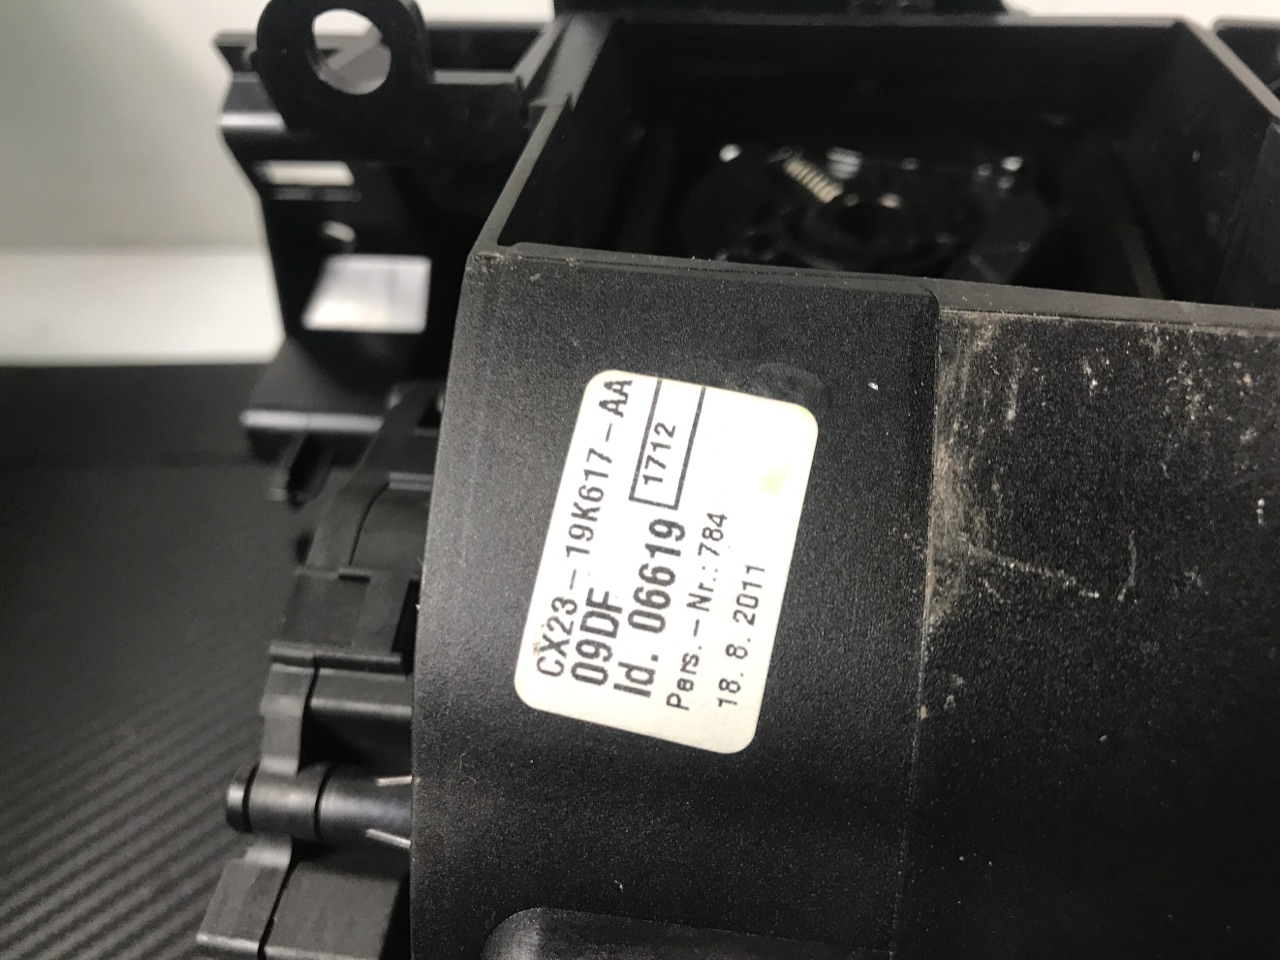 CX23-19K617-AA
09DF
Id. 06619
1712
Pers.-Nr.:784
18.8.2011